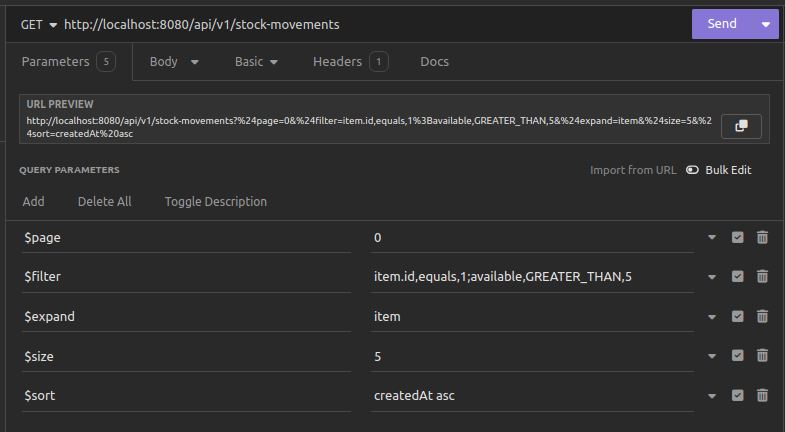 GET http://localhost:8080/api/v1/stock-movements Send
Parameters 5 Body Basic Headers 1 Docs
URL PREVIEW
http://localhost:8080/api/v1/stock-movements?%24page=0&%24filter=item.id,equals,1%3Bavailable,GREATER_THAN,5&%24expand=item&%24size=5&%2
4sort=createdAt%20asc
QUERY PARAMETERS Import from URL Bulk Edit
Add Delete All Toggle Description
$page 0
$filter item.id,equals,1;available,GREATER_THAN,5
$expand item
$size 5
$sort createdAt asc